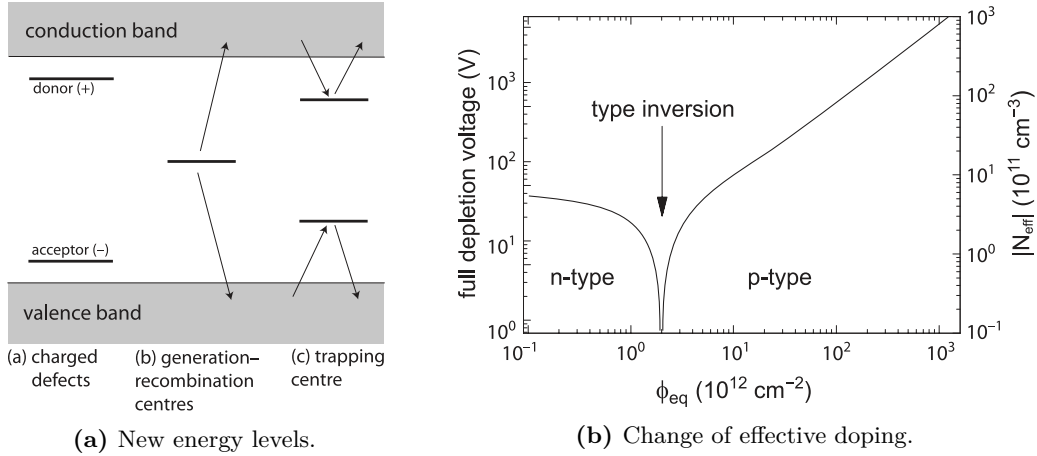 conduction band
donor (+)
acceptor (–)
valence band
(a) charged
defects
(b) generation–
recombination
centres
(c) trapping
centre
(a) New energy levels.
full depletion voltage (V)
10³
10²
10¹
10⁰
type inversion
n-type
p-type
10³
10²
10¹
10⁰
10⁻¹
|N_eff| (10¹¹ cm⁻³)
10⁻¹ 10⁰ 10¹ 10² 10³
ϕ_eq (10¹² cm⁻²)
(b) Change of effective doping.